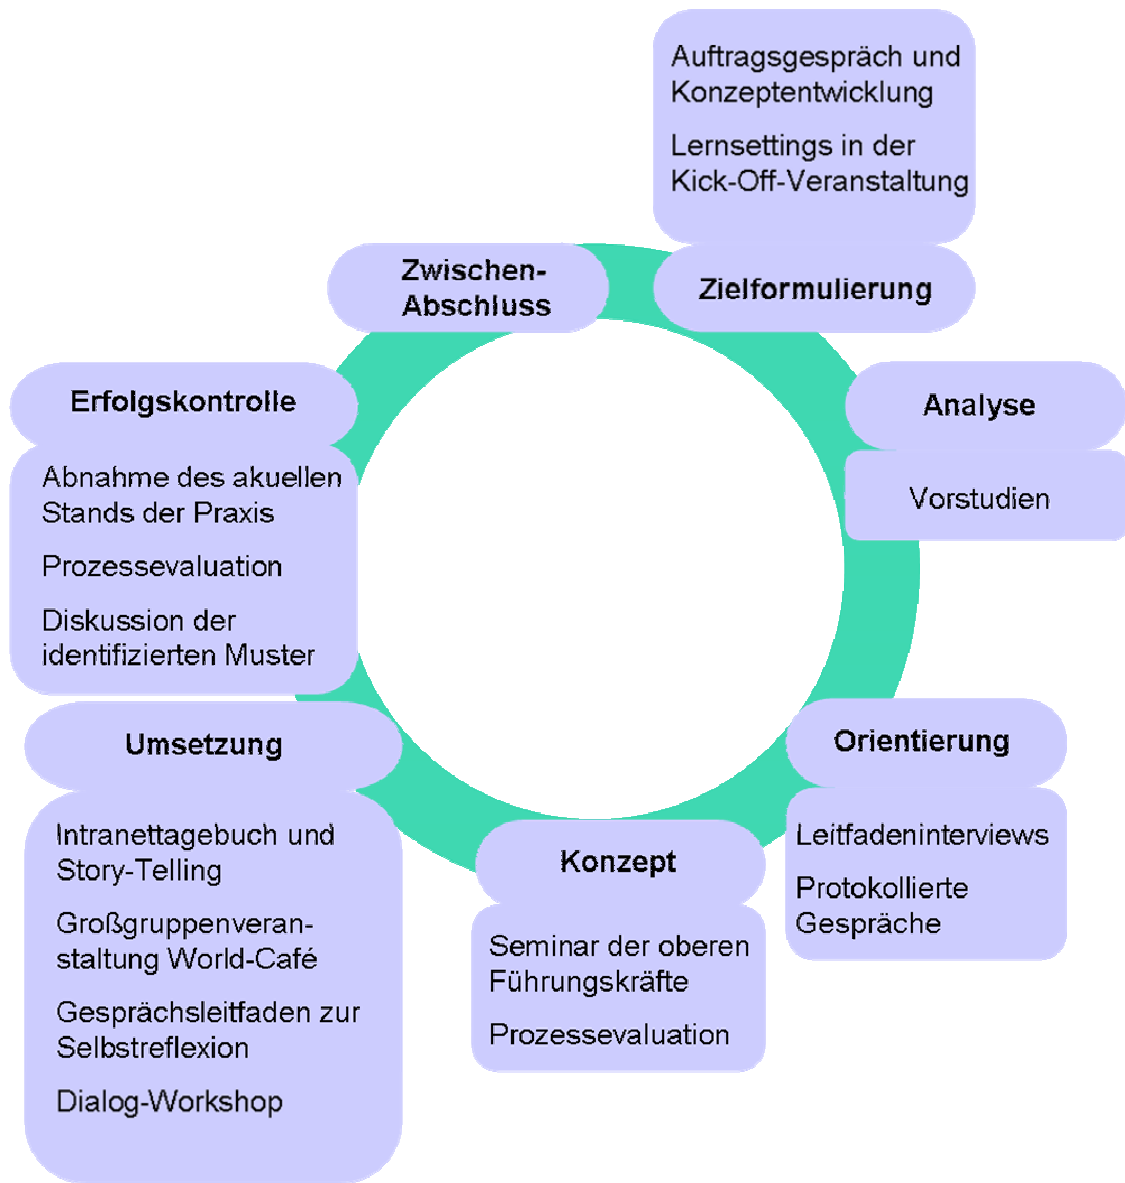 Auftragsgespräch und
Konzeptentwicklung
Lernsettings in der
Kick-Off-Veranstaltung
Zielformulierung
Analyse
Vorstudien
Orientierung
Leitfadeninterviews
Protokollierte
Gespräche
Konzept
Seminar der oberen
Führungskräfte
Prozessevaluation
Umsetzung
Intranettagebuch und
Story-Telling
Großgruppenveran-
staltung World-Café
Gesprächsleitfaden zur
Selbstreflexion
Dialog-Workshop
Erfolgskontrolle
Abnahme des akuellen
Stands der Praxis
Prozessevaluation
Diskussion der
identifizierten Muster
Zwischen-
Abschluss